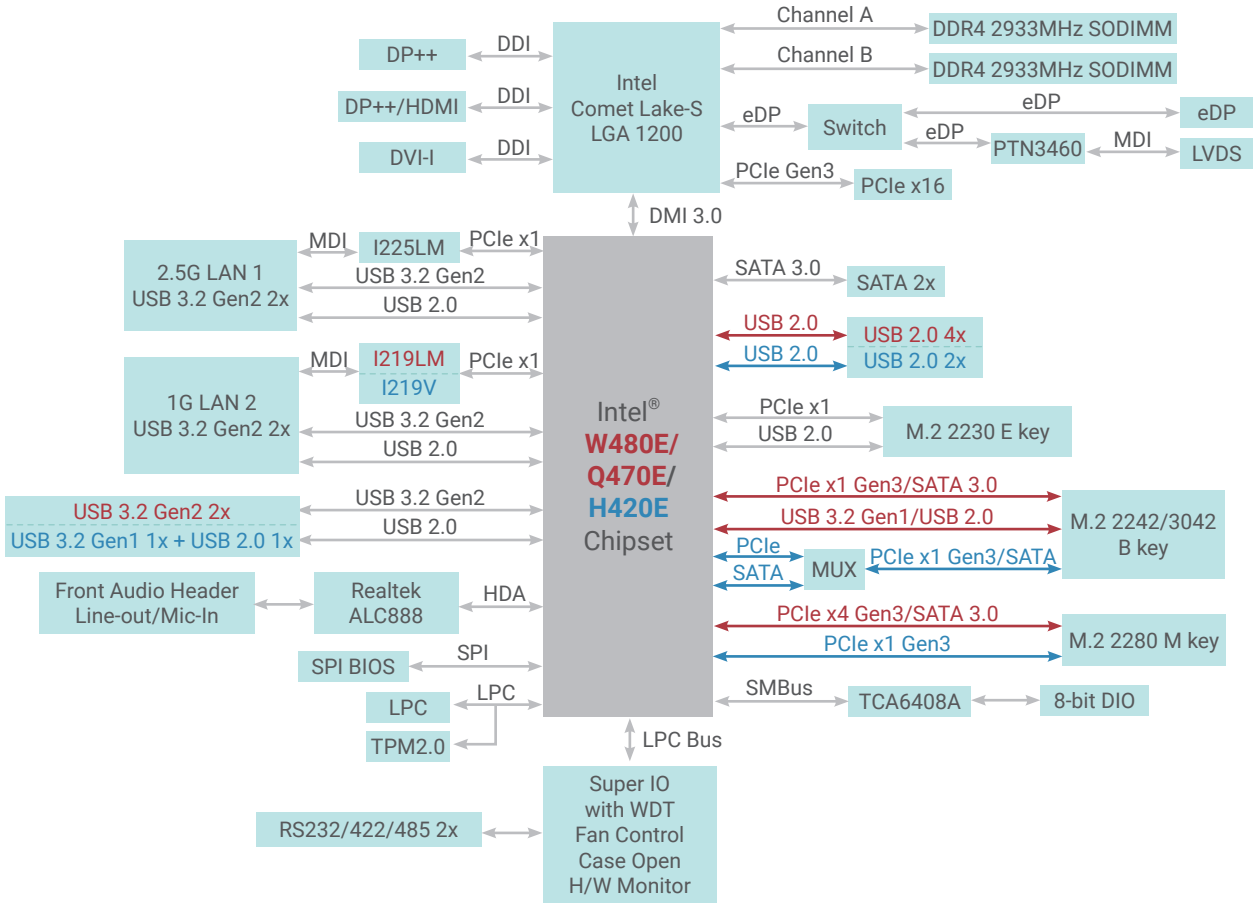 DP++
DDI
DP++/HDMI
DDI
DVI-I
DDI
Intel
Comet Lake-S
LGA 1200
Channel A
DDR4 2933MHz SODIMM
Channel B
DDR4 2933MHz SODIMM
eDP
Switch
eDP
eDP
eDP
PTN3460
MDI
LVDS
PCIe Gen3
PCIe x16
DMI 3.0
2.5G LAN 1
USB 3.2 Gen2 2x
MDI
I225LM
PCIe x1
USB 3.2 Gen2
USB 2.0
1G LAN 2
USB 3.2 Gen2 2x
MDI
I219LM
I219V
PCIe x1
USB 3.2 Gen2
USB 2.0
USB 3.2 Gen2 2x
USB 3.2 Gen1 1x + USB 2.0 1x
USB 3.2 Gen2
USB 2.0
Front Audio Header
Line-out/Mic-In
Realtek
ALC888
HDA
SPI BIOS
SPI
LPC
LPC
TPM2.0
Intel®
W480E/
Q470E/
H420E
Chipset
SATA 3.0
SATA 2x
USB 2.0
USB 2.0 4x
USB 2.0
USB 2.0 2x
PCIe x1
USB 2.0
M.2 2230 E key
PCIe x1 Gen3/SATA 3.0
USB 3.2 Gen1/USB 2.0
PCIe
SATA
MUX
PCIe x1 Gen3/SATA
M.2 2242/3042
B key
PCIe x4 Gen3/SATA 3.0
PCIe x1 Gen3
M.2 2280 M key
SMBus
TCA6408A
8-bit DIO
LPC Bus
Super IO
with WDT
Fan Control
Case Open
H/W Monitor
RS232/422/485 2x